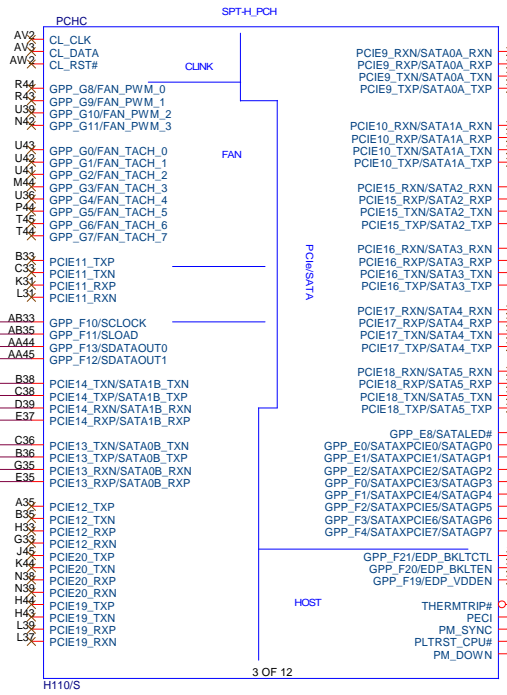 SPT-H_PCH
PCHC
AV2 CL_CLK
AV3 CL_DATA
AW2 CL_RST#
CLINK
R44 GPP_G8/FAN_PWM_0
R43 GPP_G9/FAN_PWM_1
U39 GPP_G10/FAN_PWM_2
N42 GPP_G11/FAN_PWM_3
FAN
U43 GPP_G0/FAN_TACH_0
U42 GPP_G1/FAN_TACH_1
U41 GPP_G2/FAN_TACH_2
M44 GPP_G3/FAN_TACH_3
U36 GPP_G4/FAN_TACH_4
P44 GPP_G5/FAN_TACH_5
T45 GPP_G6/FAN_TACH_6
T44 GPP_G7/FAN_TACH_7
B33 PCIE11_TXP
C33 PCIE11_TXN
K31 PCIE11_RXP
L31 PCIE11_RXN
AB33 GPP_F10/SCLOCK
AB35 GPP_F11/SLOAD
AA44 GPP_F13/SDATAOUT0
AA45 GPP_F12/SDATAOUT1
B38 PCIE14_TXN/SATA1B_TXN
C38 PCIE14_TXP/SATA1B_TXP
D39 PCIE14_RXN/SATA1B_RXN
E37 PCIE14_RXP/SATA1B_RXP
C36 PCIE13_TXN/SATA0B_TXN
B36 PCIE13_TXP/SATA0B_TXP
G35 PCIE13_RXN/SATA0B_RXN
E35 PCIE13_RXP/SATA0B_RXP
A35 PCIE12_TXP
B35 PCIE12_TXN
H33 PCIE12_RXP
G33 PCIE12_RXN
J45 PCIE20_TXP
K44 PCIE20_TXN
N38 PCIE20_RXP
N39 PCIE20_RXN
H44 PCIE19_TXP
H43 PCIE19_TXN
L39 PCIE19_RXP
L37 PCIE19_RXN
PCIe/SATA
PCIE9_RXN/SATA0A_RXN
PCIE9_RXP/SATA0A_RXP
PCIE9_TXN/SATA0A_TXN
PCIE9_TXP/SATA0A_TXP
PCIE10_RXN/SATA1A_RXN
PCIE10_RXP/SATA1A_RXP
PCIE10_TXN/SATA1A_TXN
PCIE10_TXP/SATA1A_TXP
PCIE15_RXN/SATA2_RXN
PCIE15_RXP/SATA2_RXP
PCIE15_TXN/SATA2_TXN
PCIE15_TXP/SATA2_TXP
PCIE16_RXN/SATA3_RXN
PCIE16_RXP/SATA3_RXP
PCIE16_TXN/SATA3_TXN
PCIE16_TXP/SATA3_TXP
PCIE17_RXN/SATA4_RXN
PCIE17_RXP/SATA4_RXP
PCIE17_TXN/SATA4_TXN
PCIE17_TXP/SATA4_TXP
PCIE18_RXN/SATA5_RXN
PCIE18_RXP/SATA5_RXP
PCIE18_TXN/SATA5_TXN
PCIE18_TXP/SATA5_TXP
GPP_E8/SATALED#
GPP_E0/SATAXPCIE0/SATAGP0
GPP_E1/SATAXPCIE1/SATAGP1
GPP_E2/SATAXPCIE2/SATAGP2
GPP_F0/SATAXPCIE3/SATAGP3
GPP_F1/SATAXPCIE4/SATAGP4
GPP_F2/SATAXPCIE5/SATAGP5
GPP_F3/SATAXPCIE6/SATAGP6
GPP_F4/SATAXPCIE7/SATAGP7
GPP_F21/EDP_BKLTCTL
GPP_F20/EDP_BKLTEN
GPP_F19/EDP_VDDEN
HOST
THERMTRIP#
PECI
PM_SYNC
PLTRST_CPU#
PM_DOWN
3 OF 12
H110/S